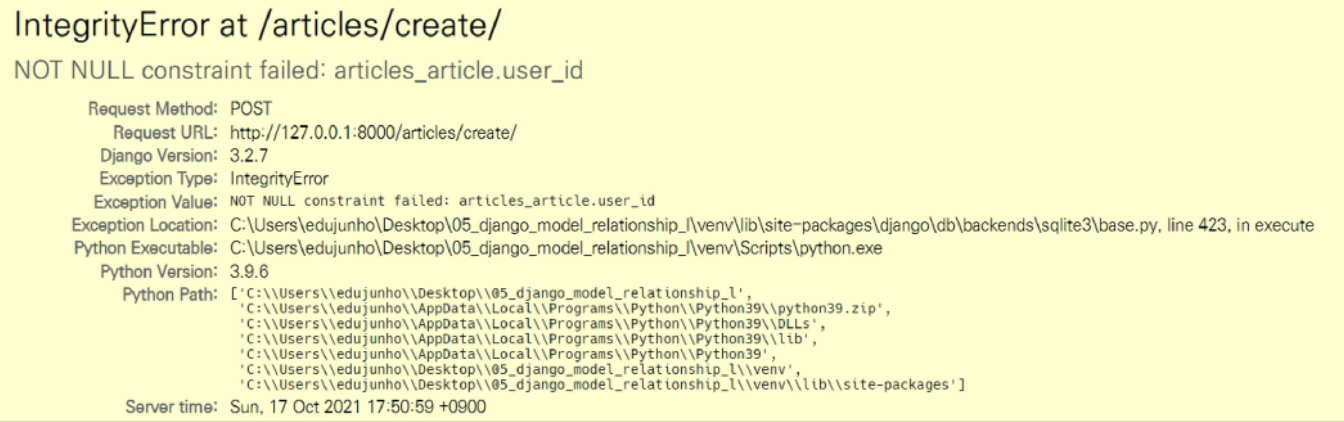 IntegrityError at /articles/create/
NOT NULL constraint failed: articles_article.user_id
Request Method: POST
Request URL: http://127.0.0.1:8000/articles/create/
Django Version: 3.2.7
Exception Type: IntegrityError
Exception Value: NOT NULL constraint failed: articles_article.user_id
Exception Location: C:\Users\edujunho\Desktop\05_django_model_relationship_I\venv\lib\site-packages\django\db\backends\sqlite3\base.py, line 423, in execute
Python Executable: C:\Users\edujunho\Desktop\05_django_model_relationship_I\venv\Scripts\python.exe
Python Version: 3.9.6
Python Path: ['C:\\Users\\edujunho\\Desktop\\05_django_model_relationship_l',
'C:\\Users\\edujunho\\AppData\\Local\\Programs\\Python\\Python39\\python39.zip',
'C:\\Users\\edujunho\\AppData\\Local\\Programs\\Python\\Python39\\DLLs',
'C:\\Users\\edujunho\\AppData\\Local\\Programs\\Python\\Python39\\lib',
'C:\\Users\\edujunho\\AppData\\Local\\Programs\\Python\\Python39',
'C:\\Users\\edujunho\\Desktop\\05_django_model_relationship_l\\venv',
'C:\\Users\\edujunho\\Desktop\\05_django_model_relationship_l\\venv\\lib\\site-packages']
Server time: Sun, 17 Oct 2021 17:50:59 +0900